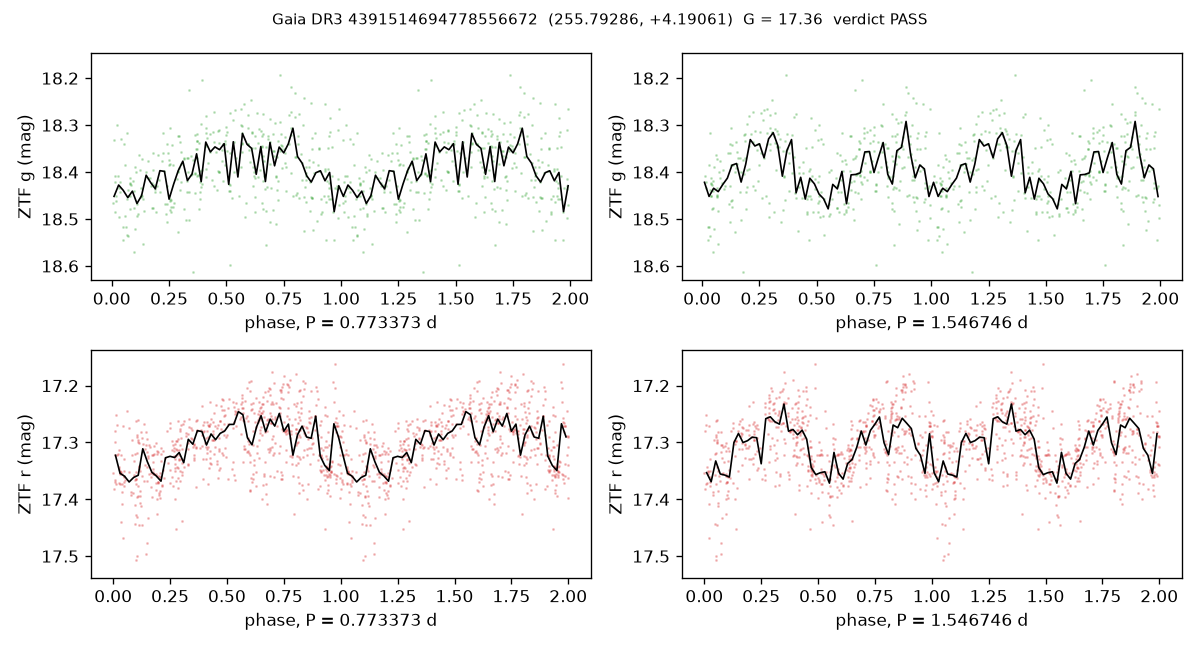 Gaia DR3 4391514694778556672 (255.79286, +4.19061) G = 17.36 verdict PASS
ZTF g (mag)
18.2
18.3
18.4
18.5
18.6
0.00 0.25 0.50 0.75 1.00 1.25 1.50 1.75 2.00
phase, P = 0.773373 d
ZTF g (mag)
18.2
18.3
18.4
18.5
18.6
0.00 0.25 0.50 0.75 1.00 1.25 1.50 1.75 2.00
phase, P = 1.546746 d
ZTF r (mag)
17.2
17.3
17.4
17.5
0.00 0.25 0.50 0.75 1.00 1.25 1.50 1.75 2.00
phase, P = 0.773373 d
ZTF r (mag)
17.2
17.3
17.4
17.5
0.00 0.25 0.50 0.75 1.00 1.25 1.50 1.75 2.00
phase, P = 1.546746 d